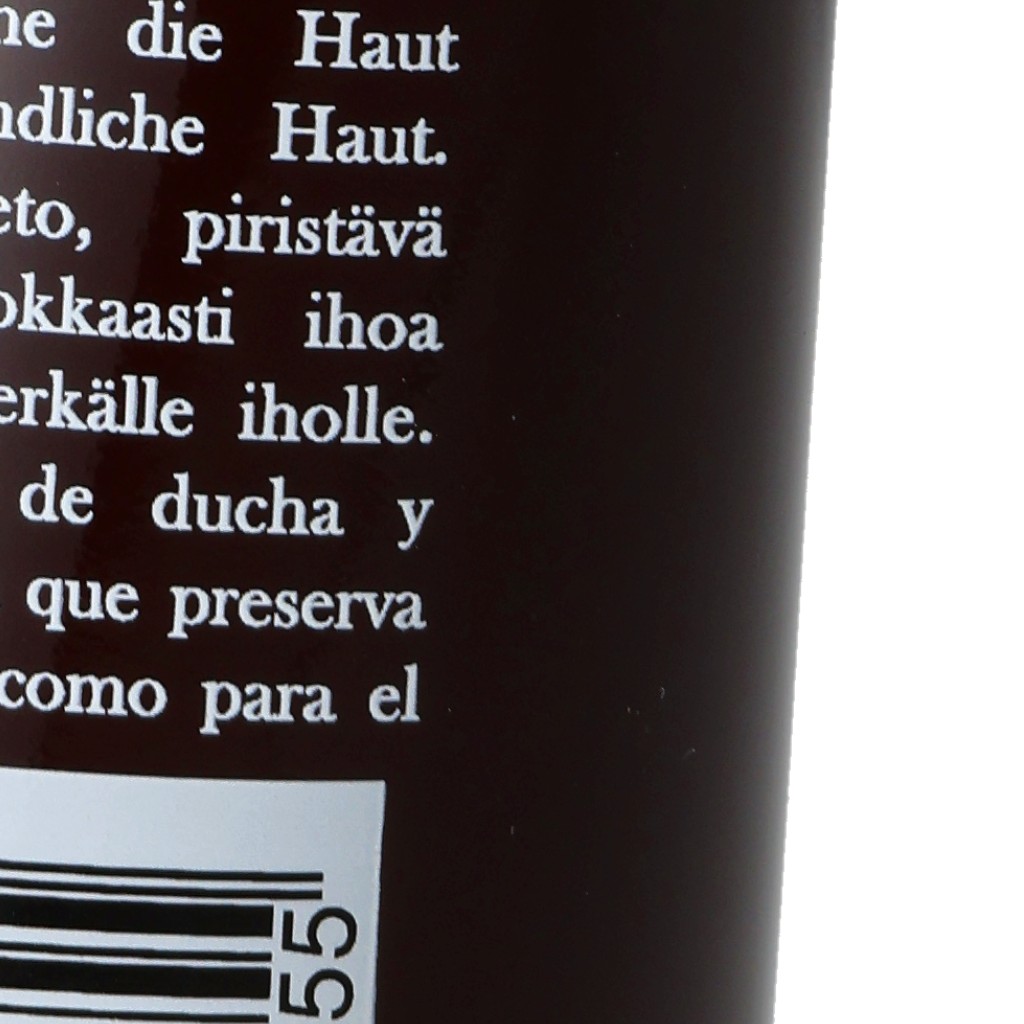 die Haut
Haut.
piristävä
ihoa
iholle.
de ducha y
que preserva
como para el
55